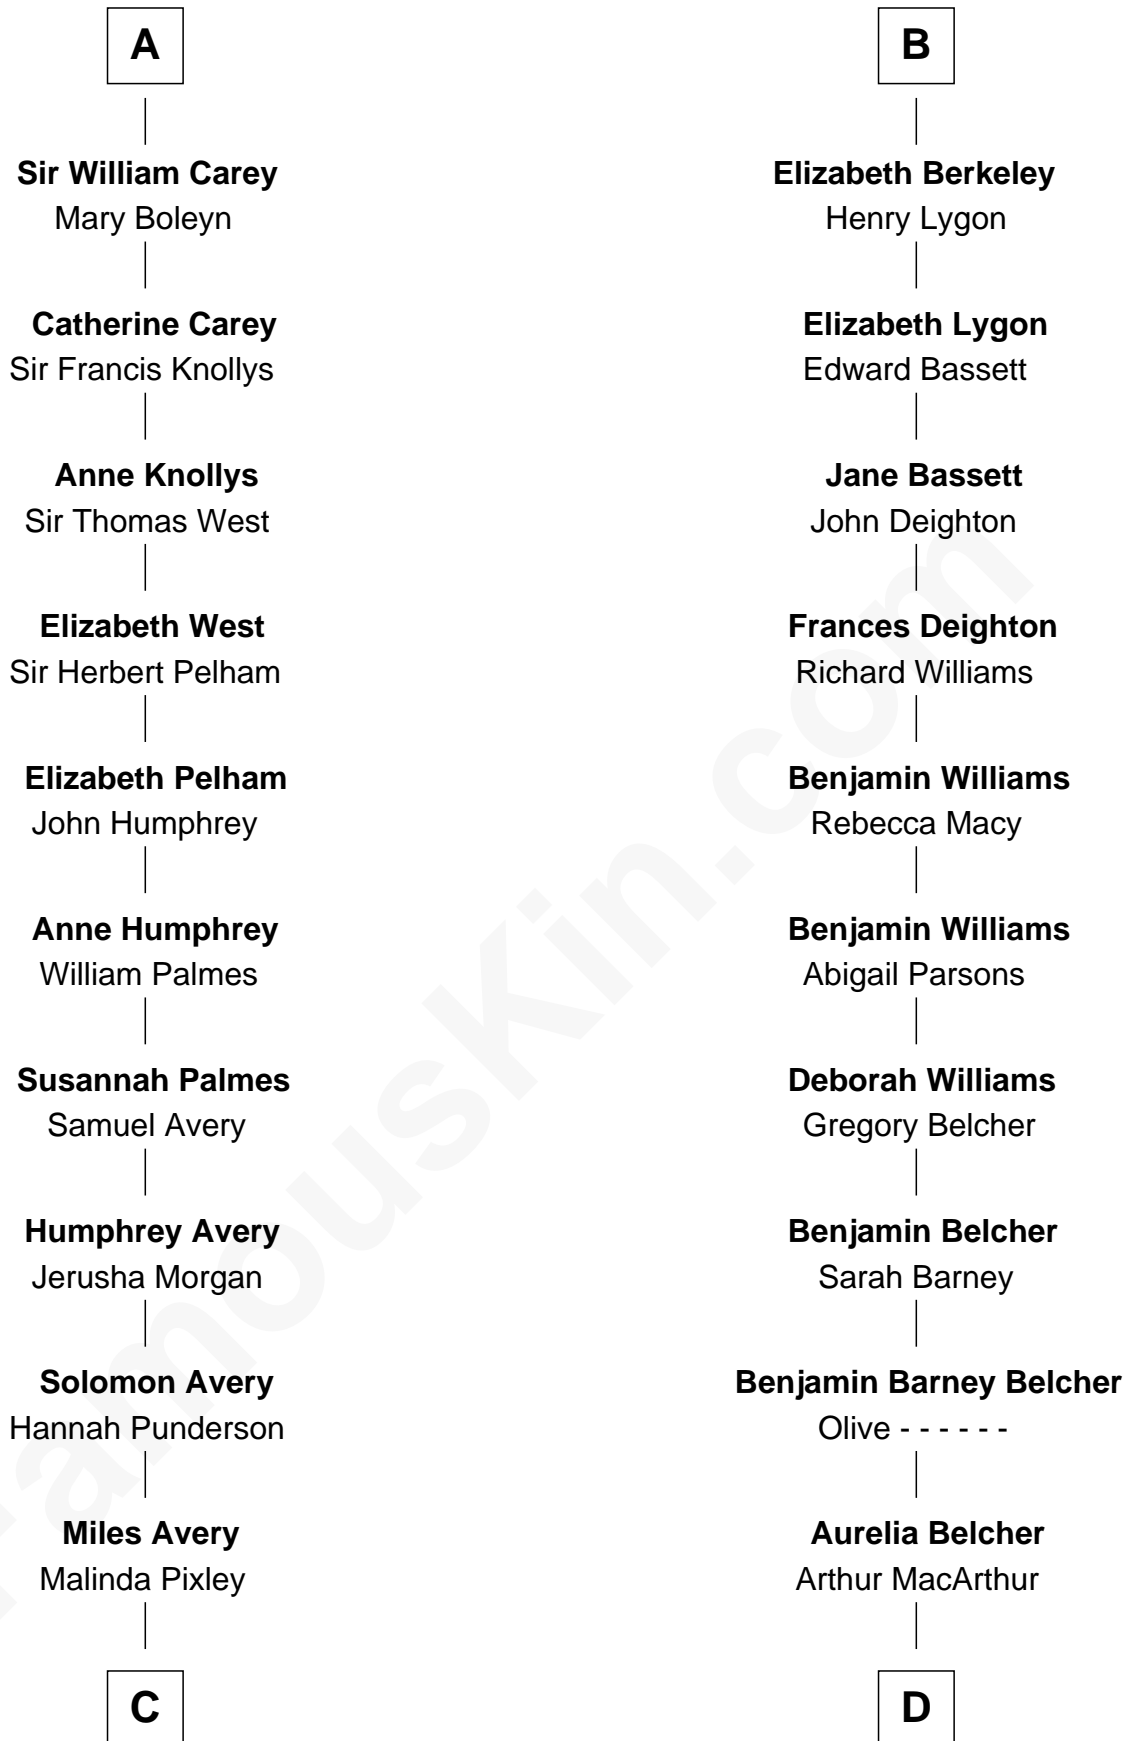 A
Sir William Carey
Mary Boleyn
Catherine Carey
Sir Francis Knollys
Anne Knollys
Sir Thomas West
Elizabeth West
Sir Herbert Pelham
Elizabeth Pelham
John Humphrey
Anne Humphrey
William Palmes
Susannah Palmes
Samuel Avery
Humphrey Avery
Jerusha Morgan
Solomon Avery
Hannah Punderson
Miles Avery
Malinda Pixley
C
B
Elizabeth Berkeley
Henry Lygon
Elizabeth Lygon
Edward Bassett
Jane Bassett
John Deighton
Frances Deighton
Richard Williams
Benjamin Williams
Rebecca Macy
Benjamin Williams
Abigail Parsons
Deborah Williams
Gregory Belcher
Benjamin Belcher
Sarah Barney
Benjamin Barney Belcher
Olive - - - - - -
Aurelia Belcher
Arthur MacArthur
D
FamousKin.com